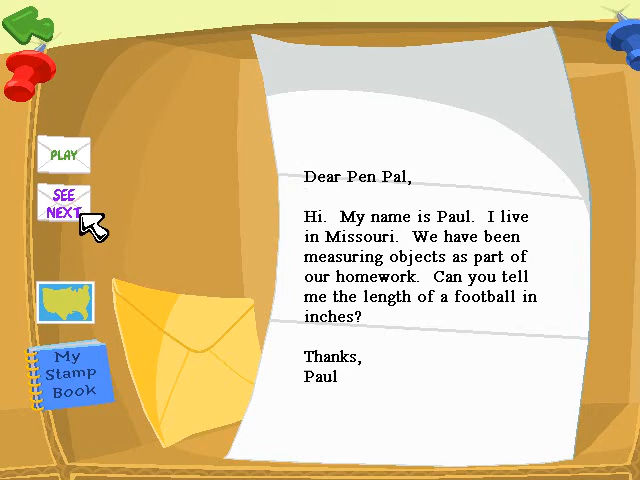 PLAY
SEE
NEXT
My
Stamp
Book
Dear Pen Pal,
Hi.  My name is Paul.  I live
in Missouri.  We have been
measuring objects as part of
our homework.  Can you tell
me the length of a football in
inches?
Thanks,
Paul